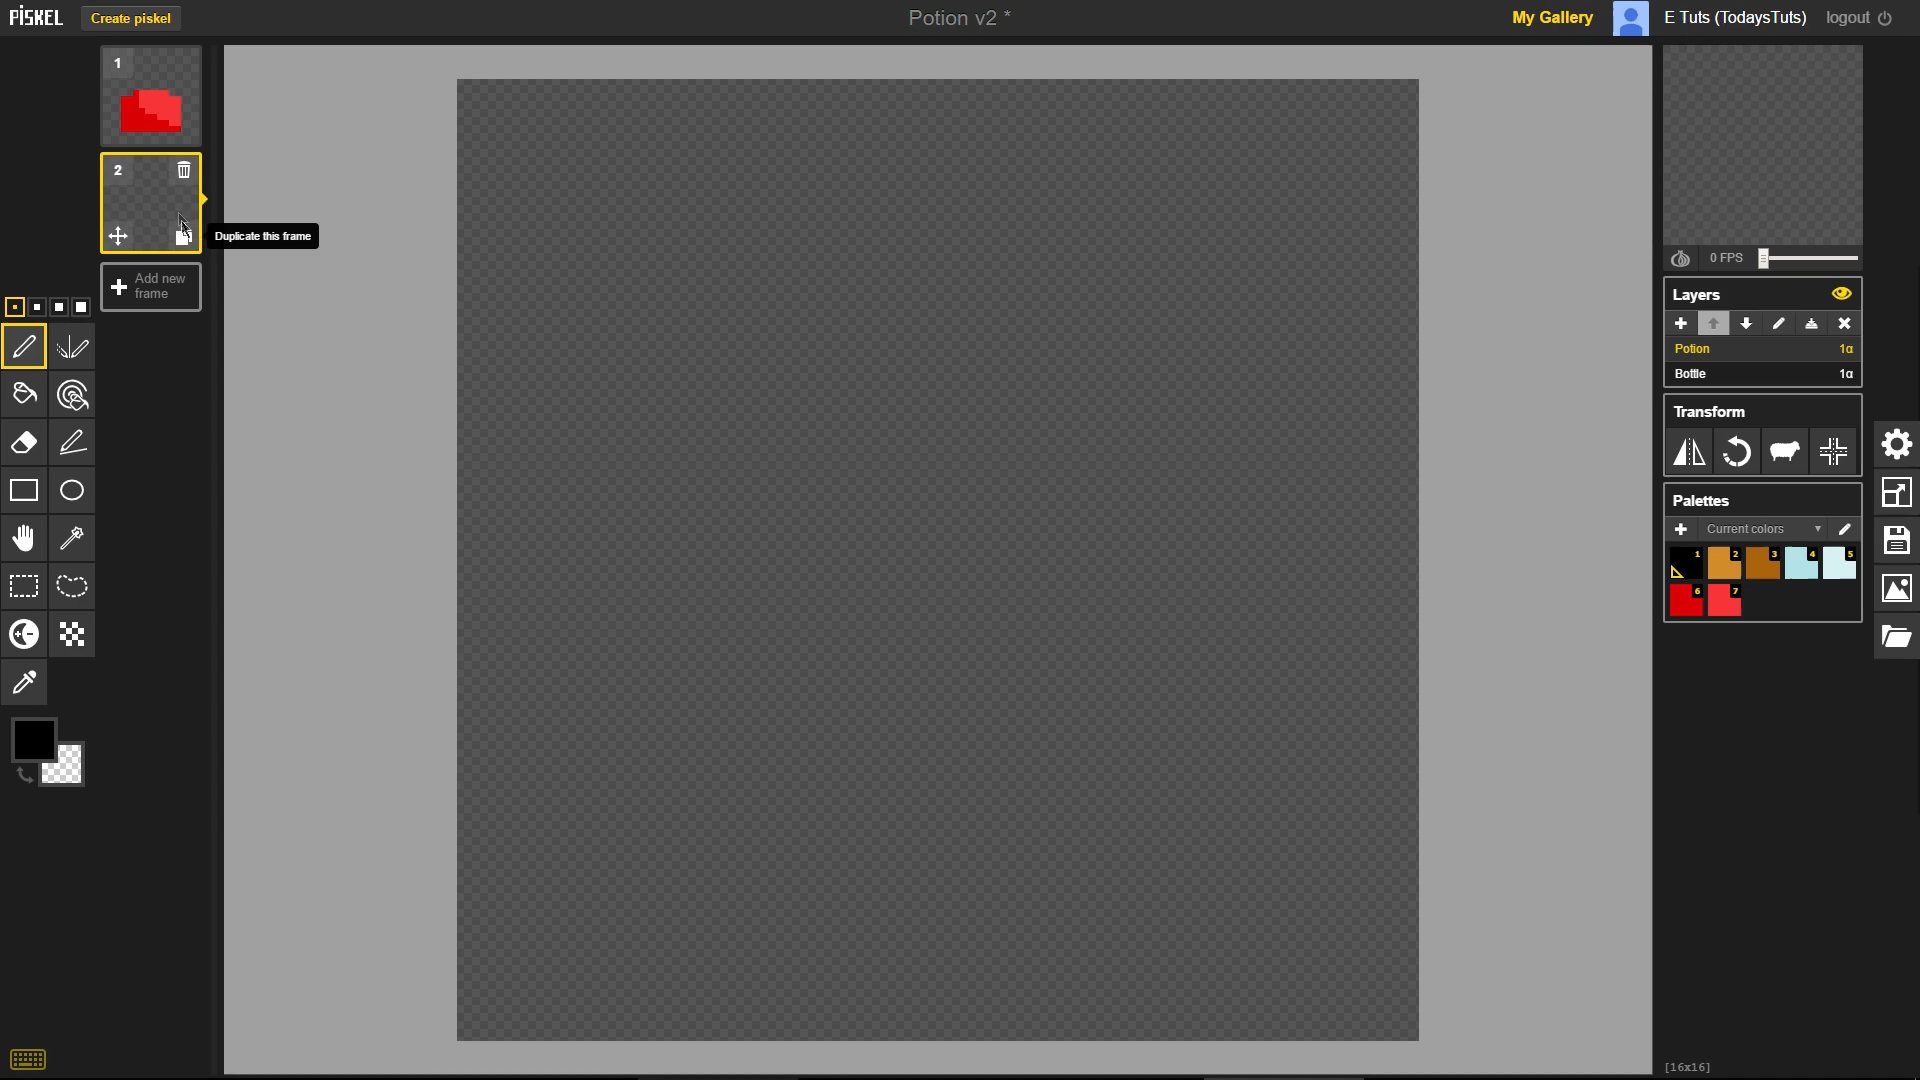 PISKEL
Create piskel
Potion v2 *
My Gallery
E Tuts (TodaysTuts)
logout
1
2
Duplicate this frame
Add new
frame
0 FPS
Layers
Potion 1α
Bottle 1α
Transform
Palettes
Current colors
1 2 3 4 5
6 7
[16x16]